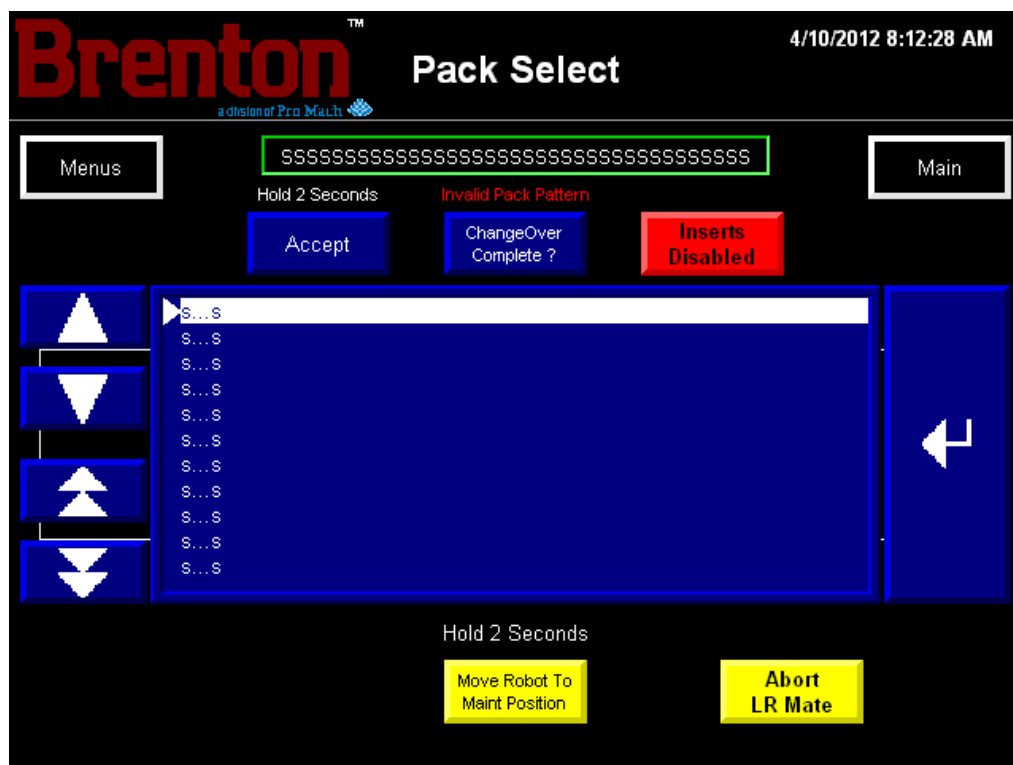 Brenton™
a division of Pro Mach
Pack Select
4/10/2012 8:12:28 AM
Menus
SSSSSSSSSSSSSSSSSSSSSSSSSSSSSSSSSSSSSSSS
Main
Hold 2 Seconds
Invalid Pack Pattern
Accept
ChangeOver
Complete ?
Inserts
Disabled
s...s
s...s
s...s
s...s
s...s
s...s
s...s
s...s
s...s
s...s
s...s
Hold 2 Seconds
Move Robot To
Maint Position
Abort
LR Mate